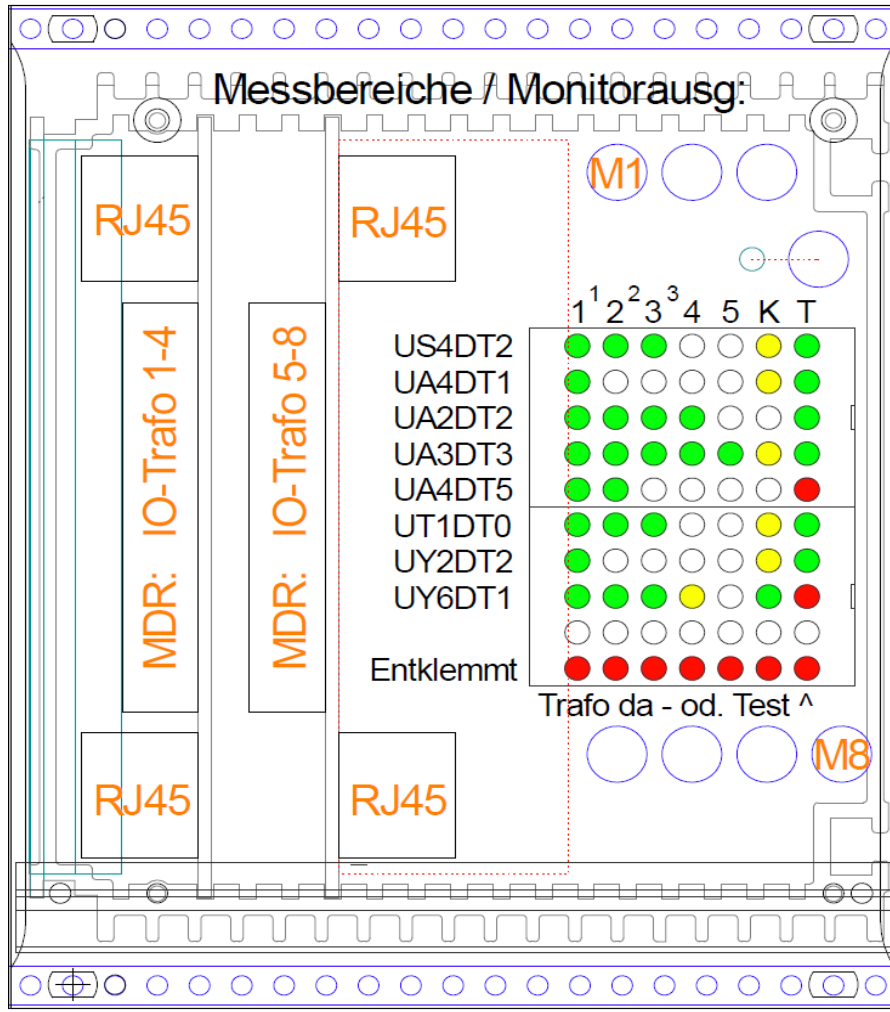 Messbereiche / Monitorausg:
RJ45
RJ45
M1
1 1 2 2 3 3 4 5 K T
US4DT2
UA4DT1
UA2DT2
UA3DT3
UA4DT5
UT1DT0
UY2DT2
UY6DT1
Entklemmt
MDR: IO-Trafo 1-4
MDR: IO-Trafo 5-8
Trafo da - od. Test ^
M8
RJ45
RJ45